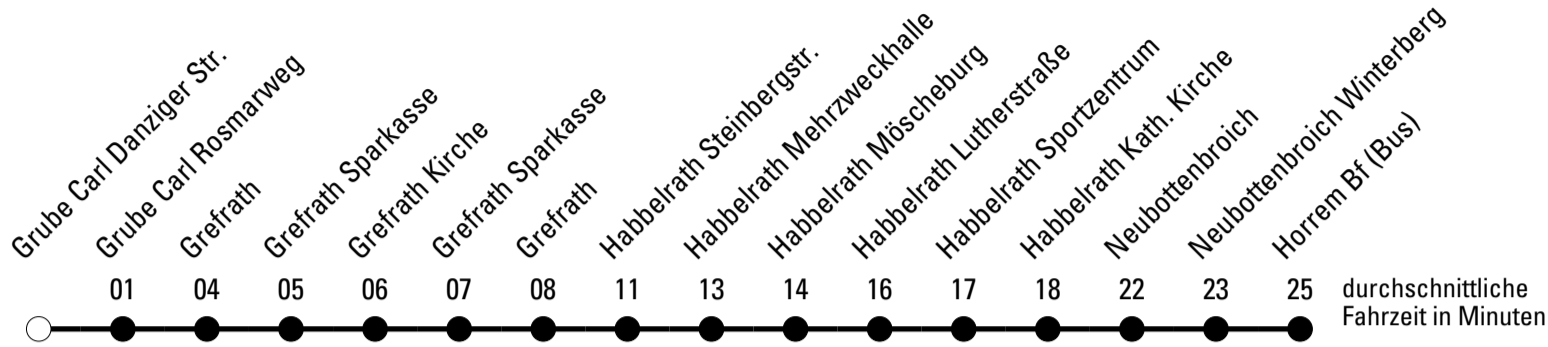 Grube Carl Danziger Str.
Grube Carl Rosmarweg
Grefrath
Grefrath Sparkasse
Grefrath Kirche
Grefrath Sparkasse
Grefrath
Habbelrath Steinbergstr.
Habbelrath Mehrzweckhalle
Habbelrath Möscheburg
Habbelrath Lutherstraße
Habbelrath Sportzentrum
Habbelrath Kath. Kirche
Neubottenbroich
Neubottenbroich Winterberg
Horrem Bf (Bus)
01 04 05 06 07 08 11 13 14 16 17 18 22 23 25 durchschnittliche
Fahrzeit in Minuten